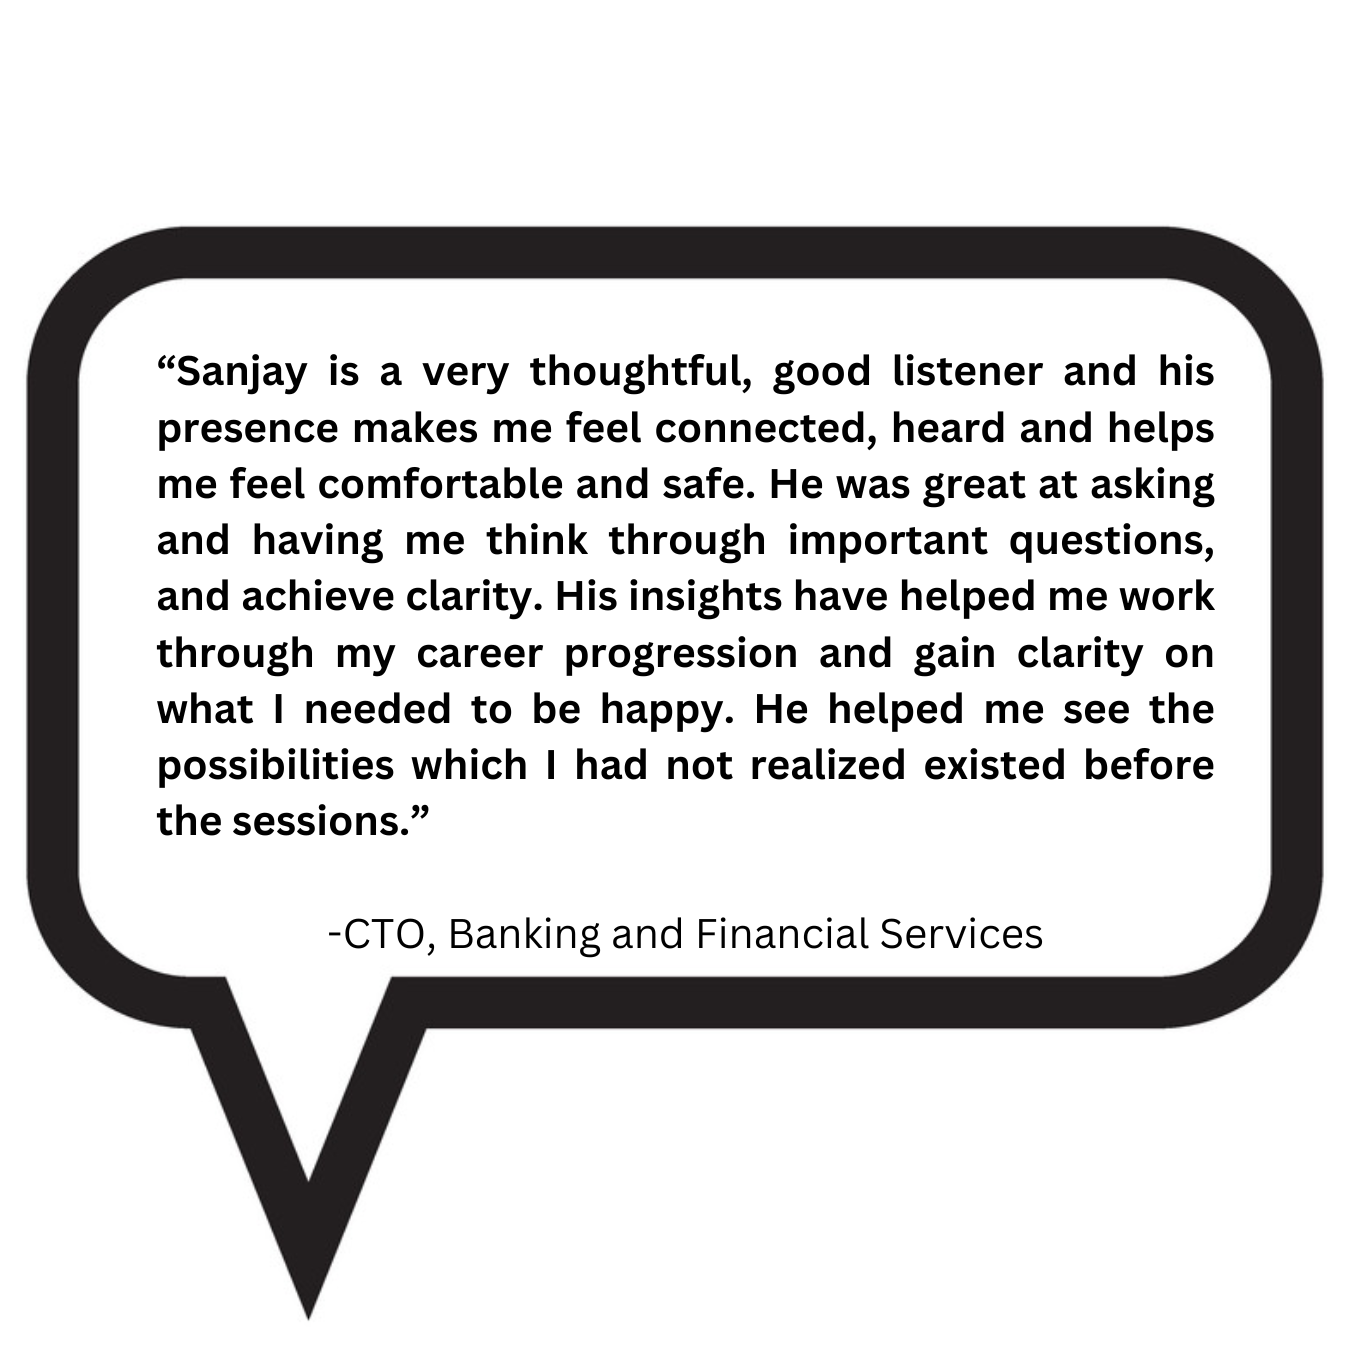 “Sanjay is a very thoughtful, good listener and his
presence makes me feel connected, heard and helps
me feel comfortable and safe. He was great at asking
and having me think through important questions,
and achieve clarity. His insights have helped me work
through my career progression and gain clarity on
what I needed to be happy. He helped me see the
possibilities which I had not realized existed before
the sessions.”
-CTO, Banking and Financial Services